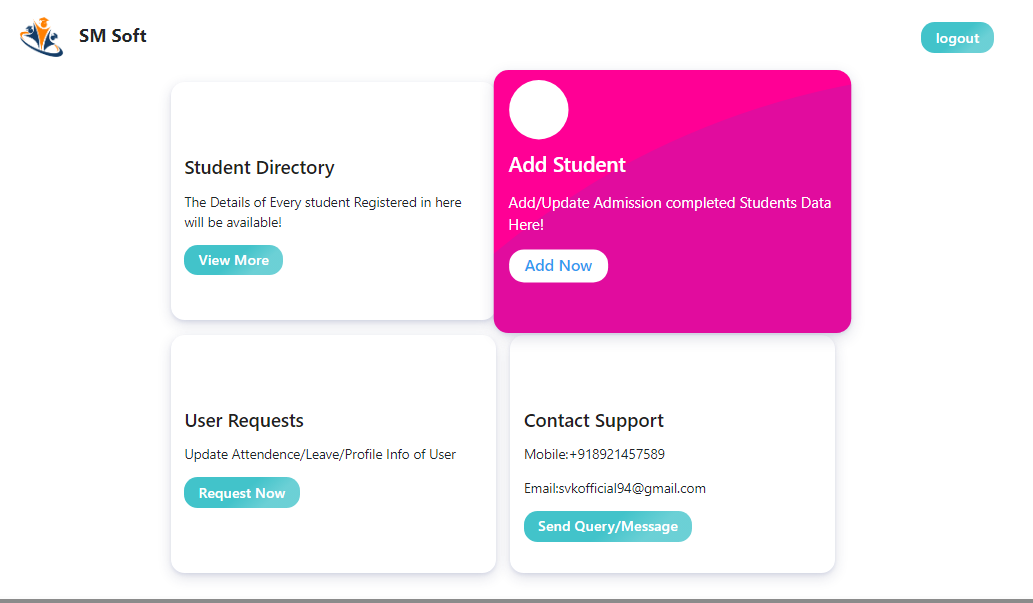 SM Soft
logout
Student Directory
The Details of Every student Registered in here
will be available!
View More
Add Student
Add/Update Admission completed Students Data
Here!
Add Now
User Requests
Update Attendence/Leave/Profile Info of User
Request Now
Contact Support
Mobile:+918921457589
Email:svkofficial94@gmail.com
Send Query/Message